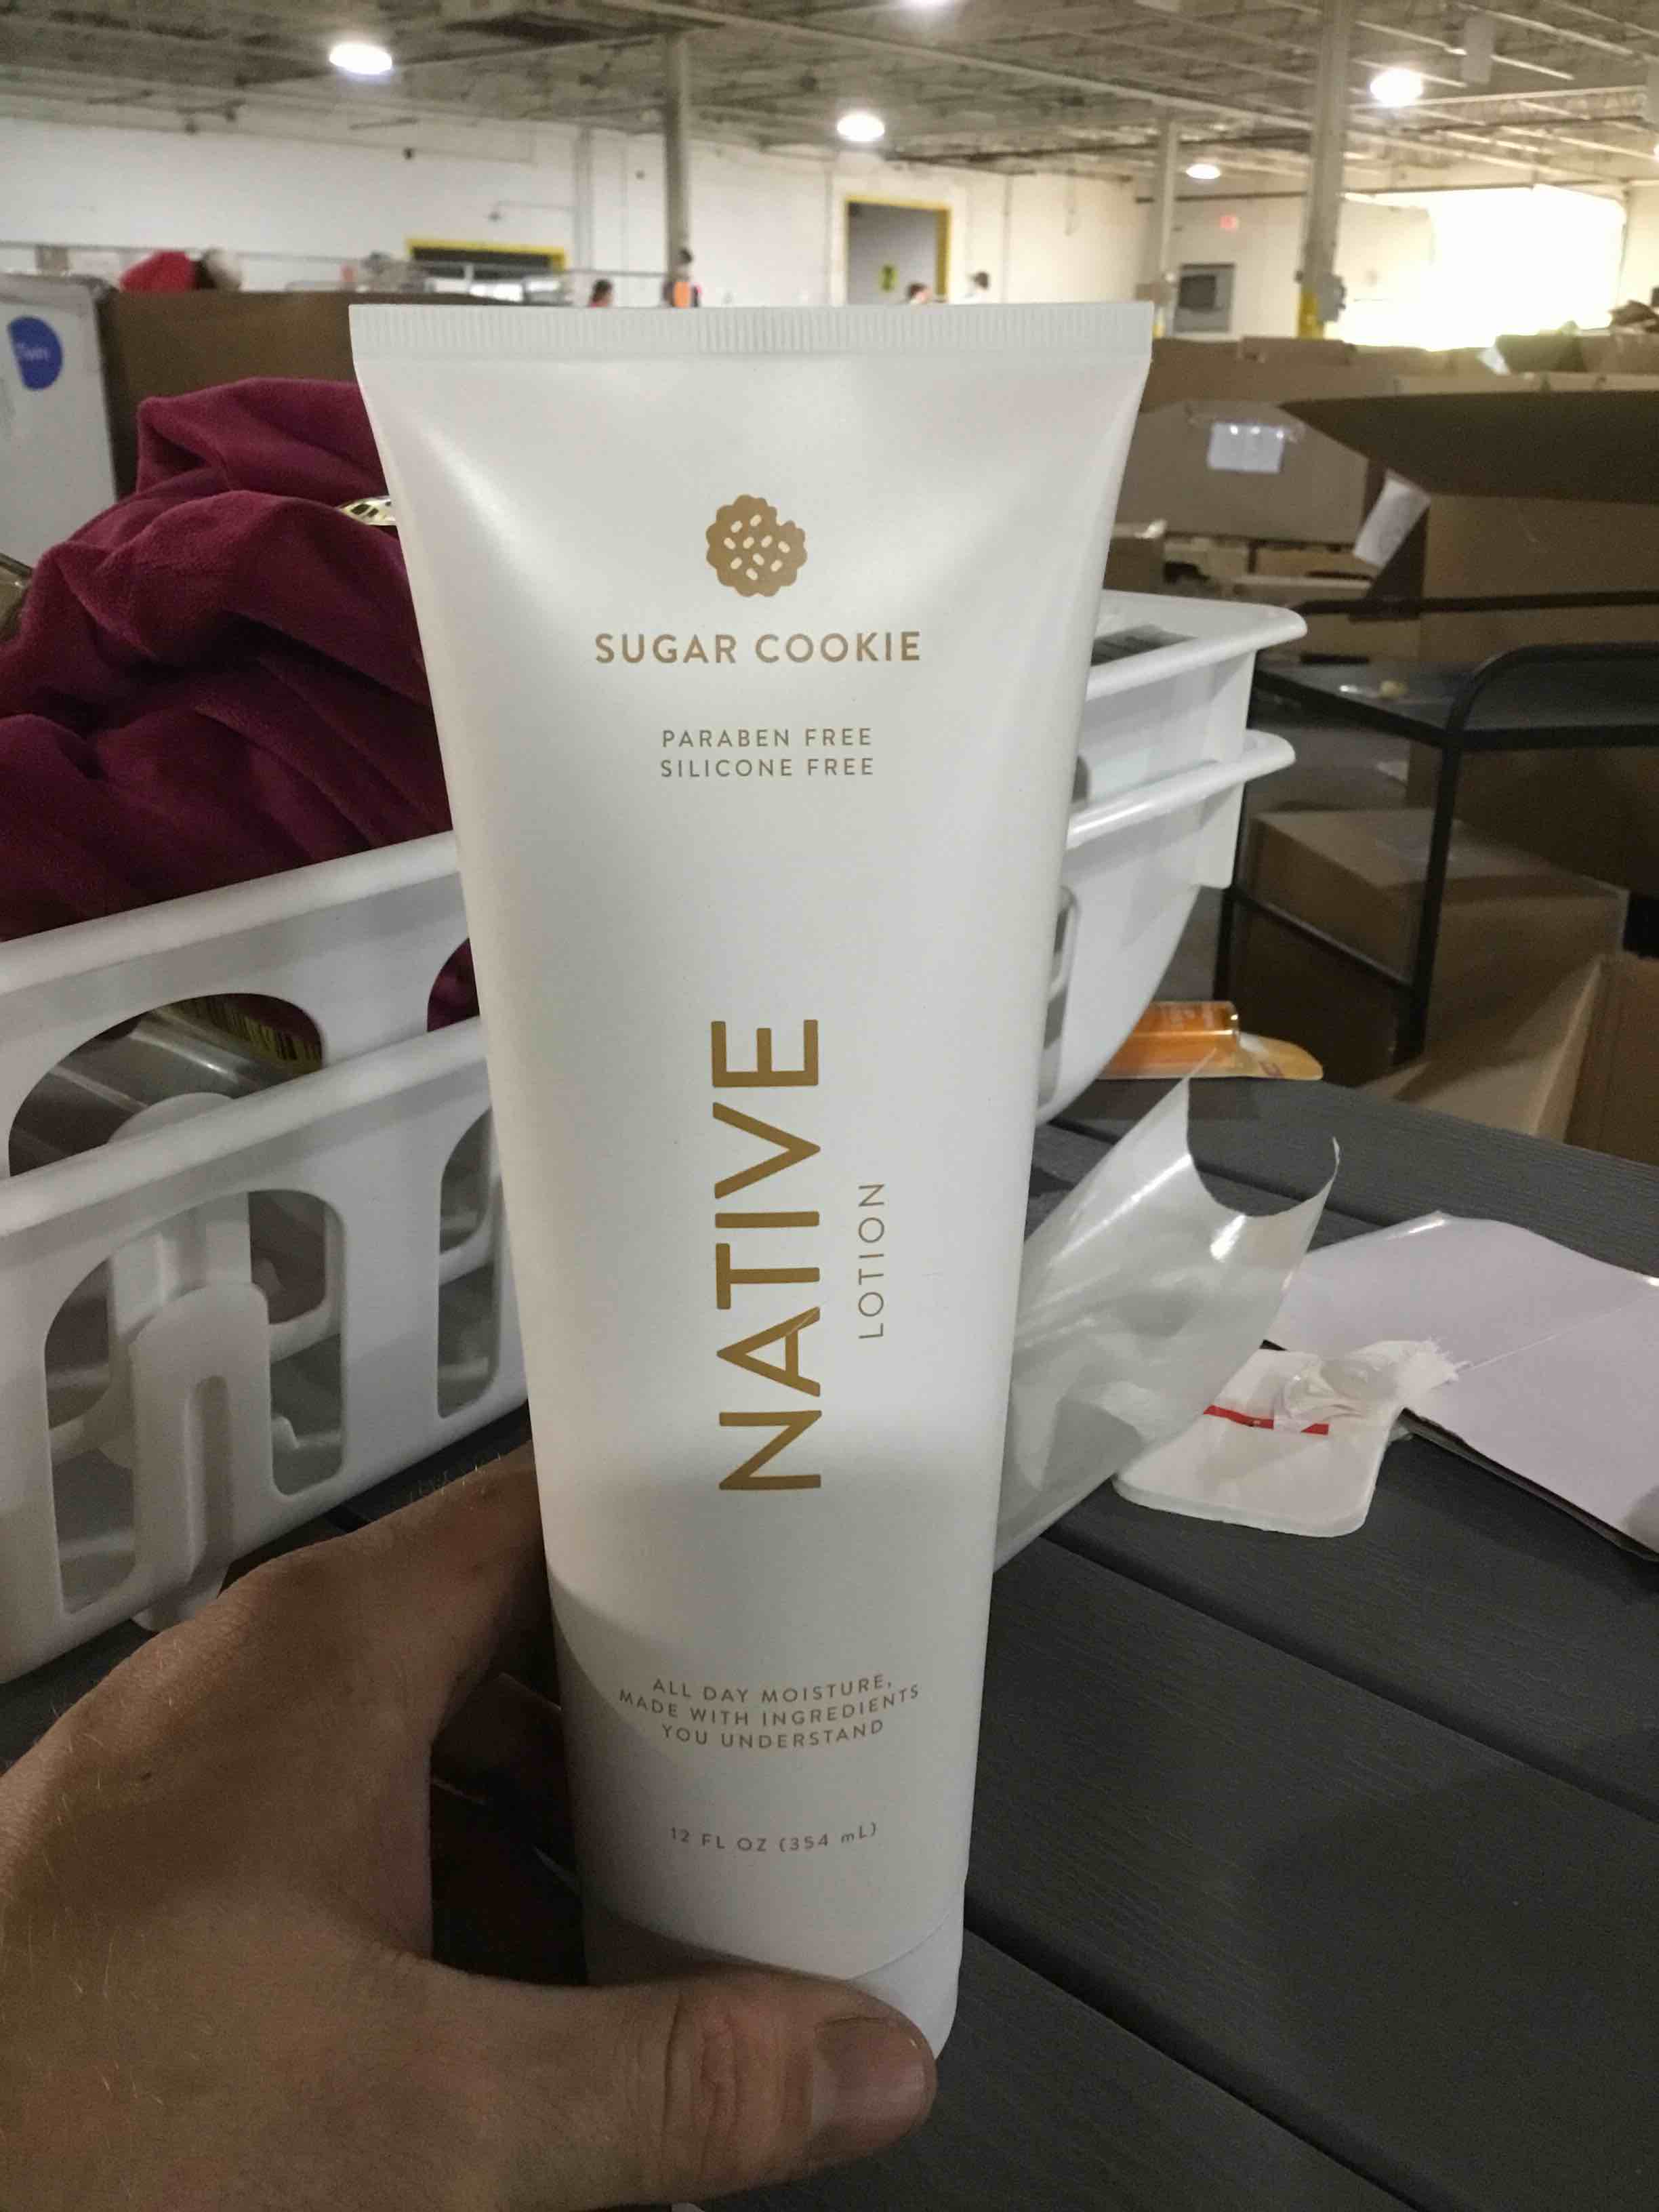 SUGAR COOKIE
PARABEN FREE
SILICONE FREE
NATIVE
LOTION
ALL DAY MOISTURE,
MADE WITH INGREDIENTS
YOU UNDERSTAND
12 FL OZ (354 mL)
Twin